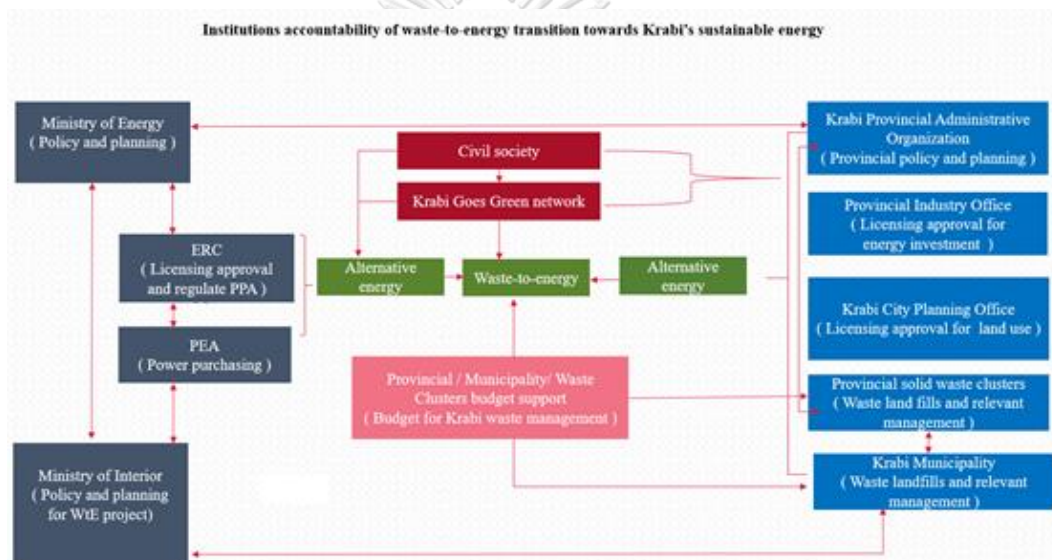 Institutions accountability of waste-to-energy transition towards Krabi's sustainable energy
Ministry of Energy
( Policy and planning )
ERC
( Licensing approval
and regulate PPA )
PEA
( Power purchasing )
Ministry of Interior
( Policy and planning
for WtE project)
Civil society
Krabi Goes Green network
Alternative
energy
Waste-to-energy
Alternative
energy
Provincial / Municipality/ Waste
Clusters budget support
( Budget for Krabi waste management )
Krabi Provincial Administrative
Organization
( Provincial policy and planning )
Provincial Industry Office
( Licensing approval for
energy investment )
Krabi City Planning Office
( Licensing approval for land use )
Provincial solid waste clusters
( Waste land fills and relevant
management )
Krabi Municipality
( Waste landfills and relevant
management )